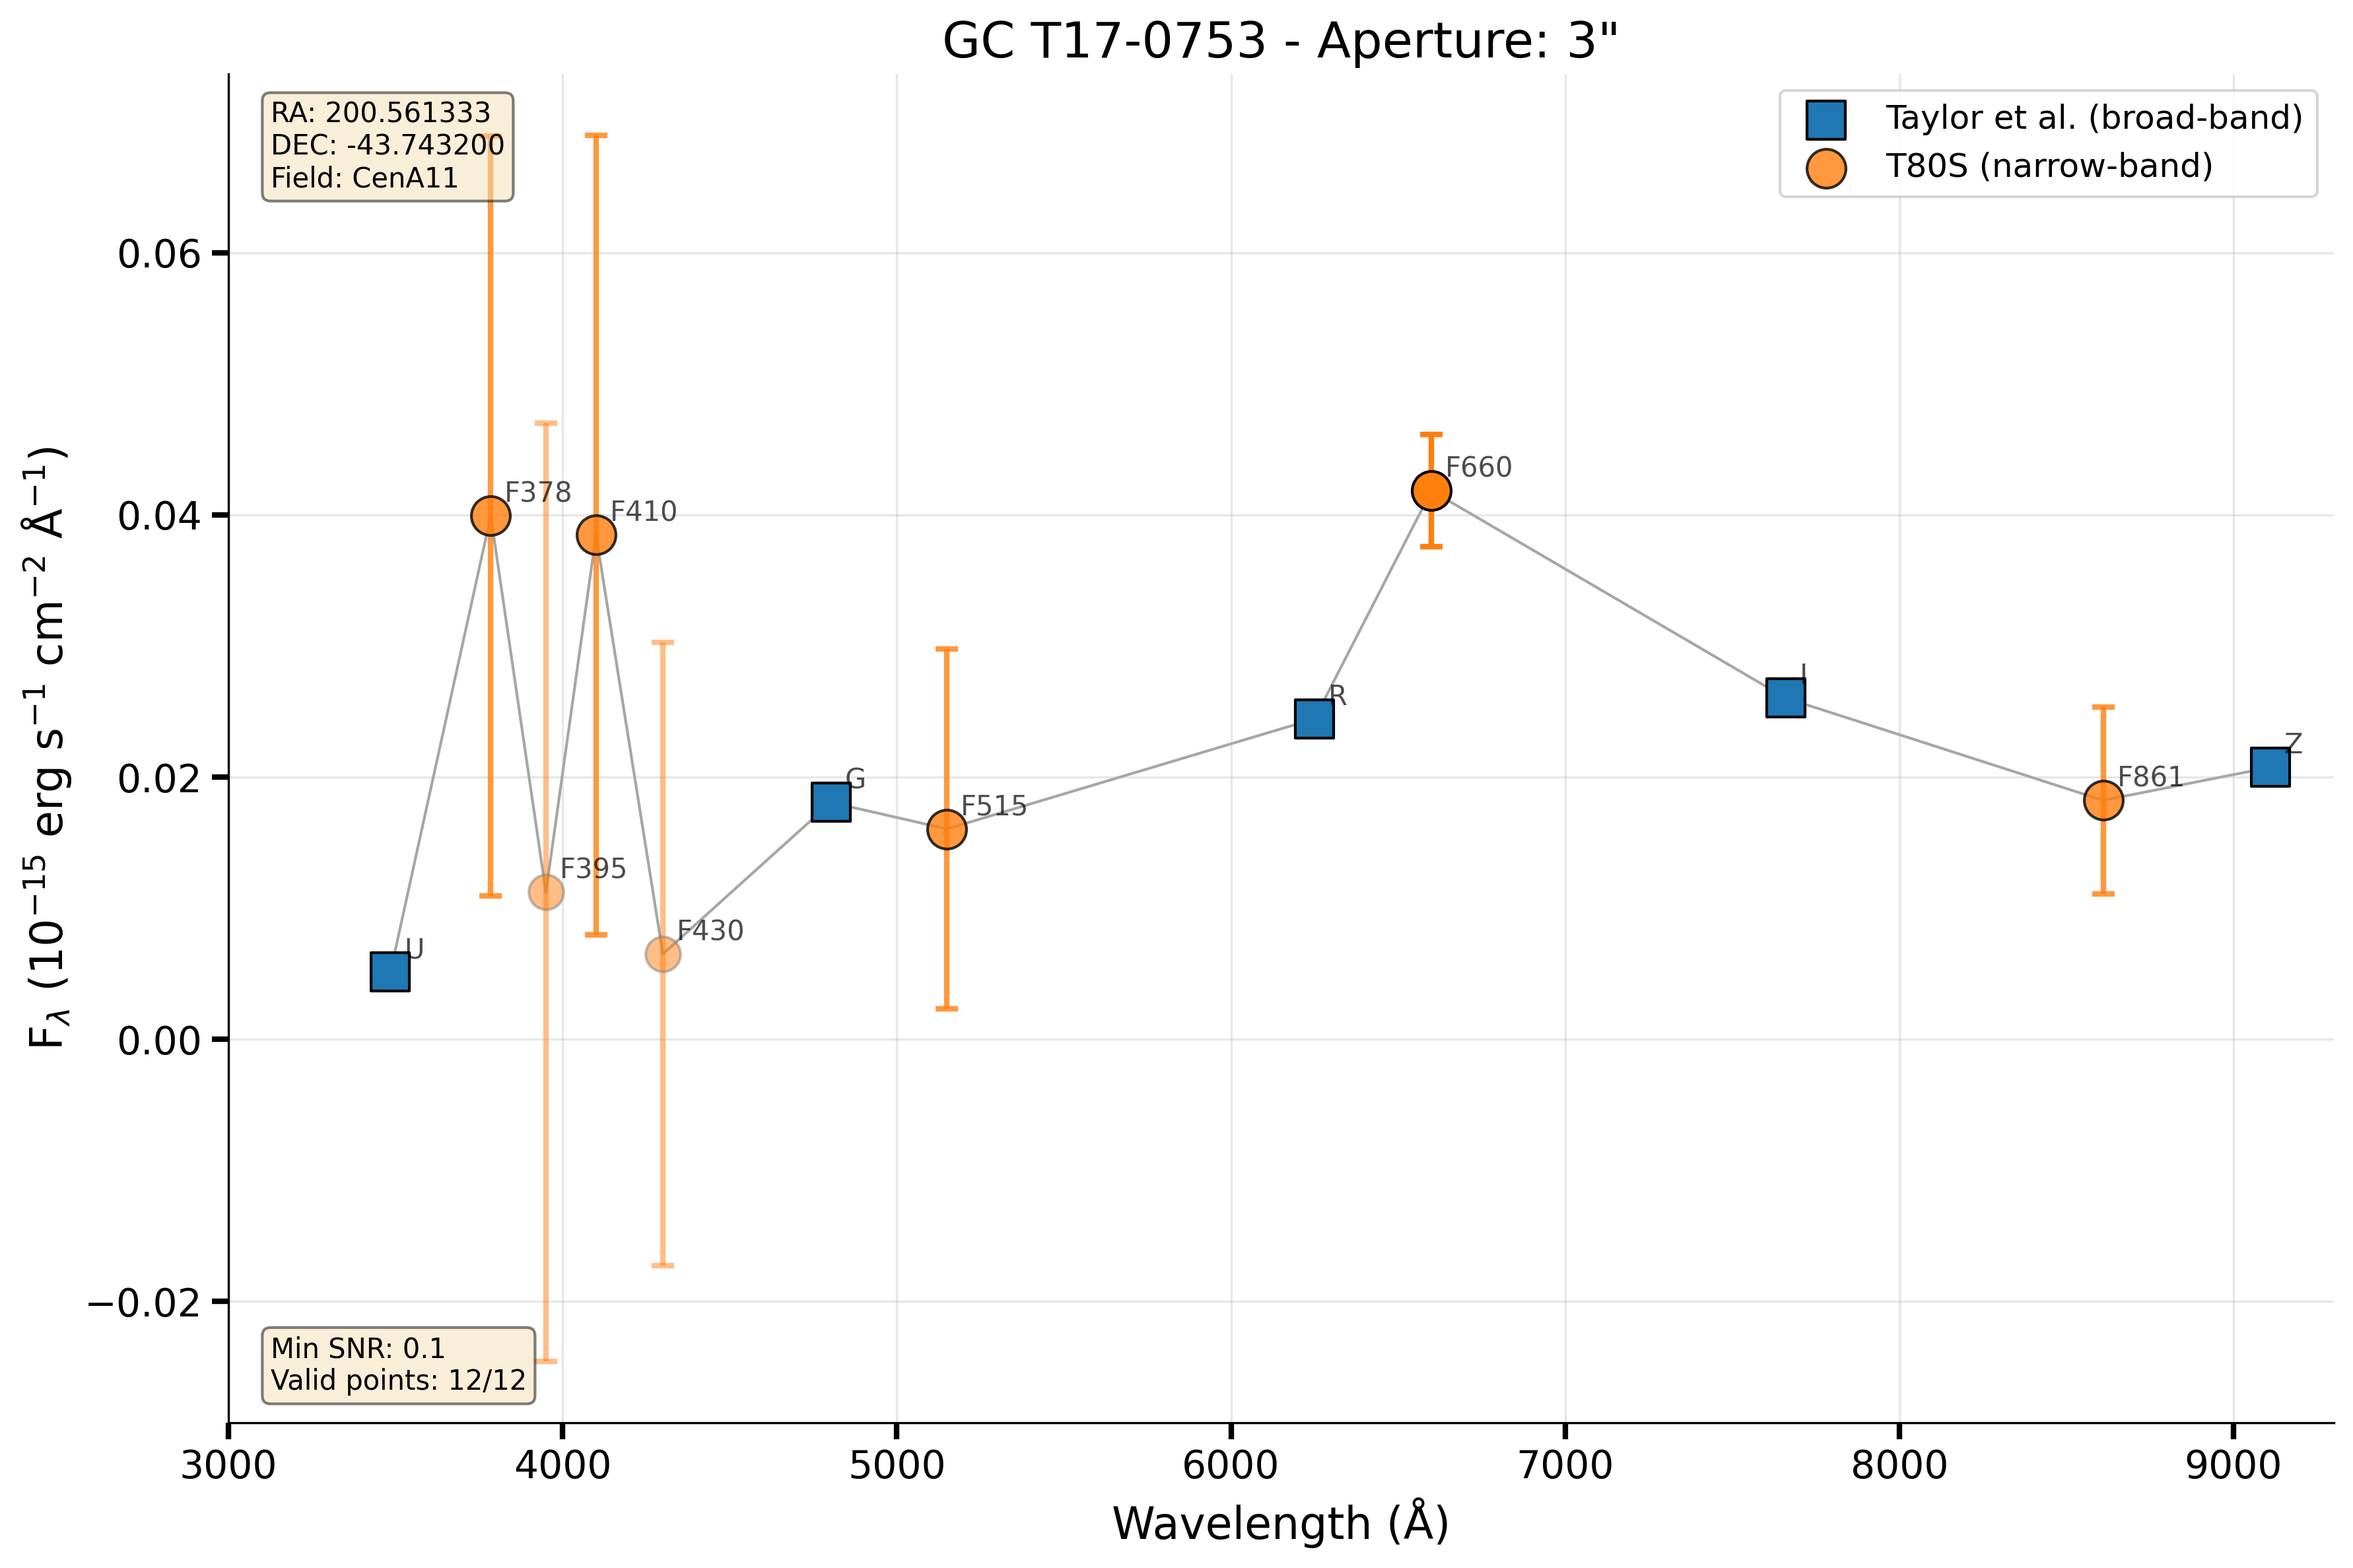 GC T17-0753 - Aperture: 3"
RA: 200.561333
DEC: -43.743200
Field: CenA11
Taylor et al. (broad-band)
T80S (narrow-band)
F378
F410
F660
F395
F430
U
G
F515
R
I
F861
Z
0.06
0.04
0.02
0.00
−0.02
F_λ (10⁻¹⁵ erg s⁻¹ cm⁻² Å⁻¹)
Min SNR: 0.1
Valid points: 12/12
3000 4000 5000 6000 7000 8000 9000
Wavelength (Å)